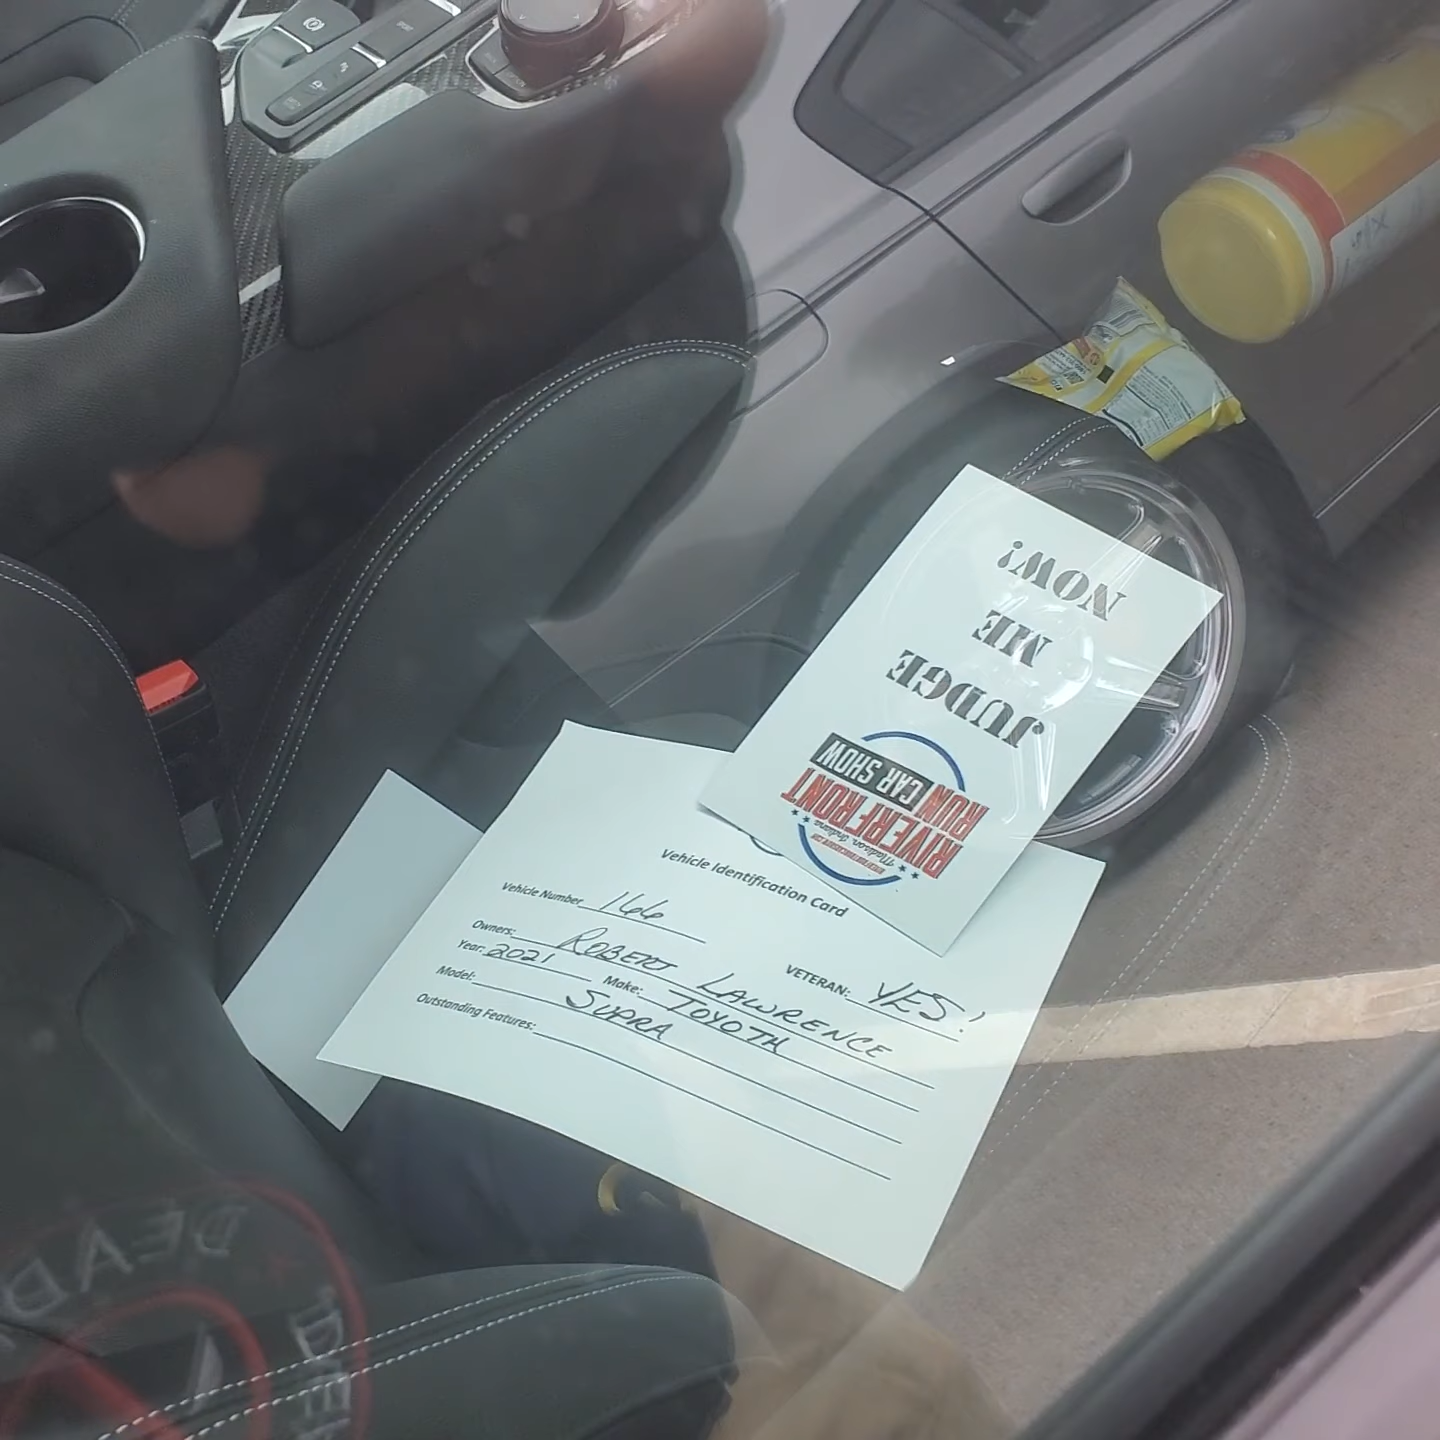 JUDGE
ME
NOW!
RIVERFRONT
RUN CAR SHOW
Madison, Indiana
Vehicle Identification Card
Vehicle Number 166
VETERAN: YES!
Owners: ROBERT LAWRENCE
Year: 2021 Make: TOYOTA
Model: SUPRA
Outstanding Features: